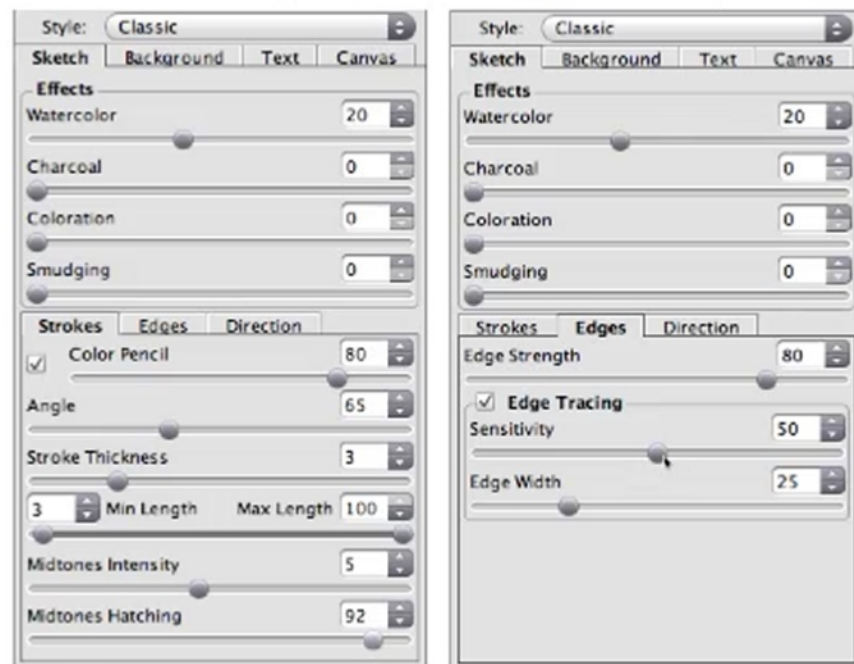 Style: Classic
Sketch Background Text Canvas
Effects
Watercolor 20
Charcoal 0
Coloration 0
Smudging 0
Strokes Edges Direction
Color Pencil 80
Angle 65
Stroke Thickness 3
3 Min Length Max Length 100
Midtones Intensity 5
Midtones Hatching 92
Style: Classic
Sketch Background Text Canvas
Effects
Watercolor 20
Charcoal 0
Coloration 0
Smudging 0
Strokes Edges Direction
Edge Strength 80
Edge Tracing
Sensitivity 50
Edge Width 25